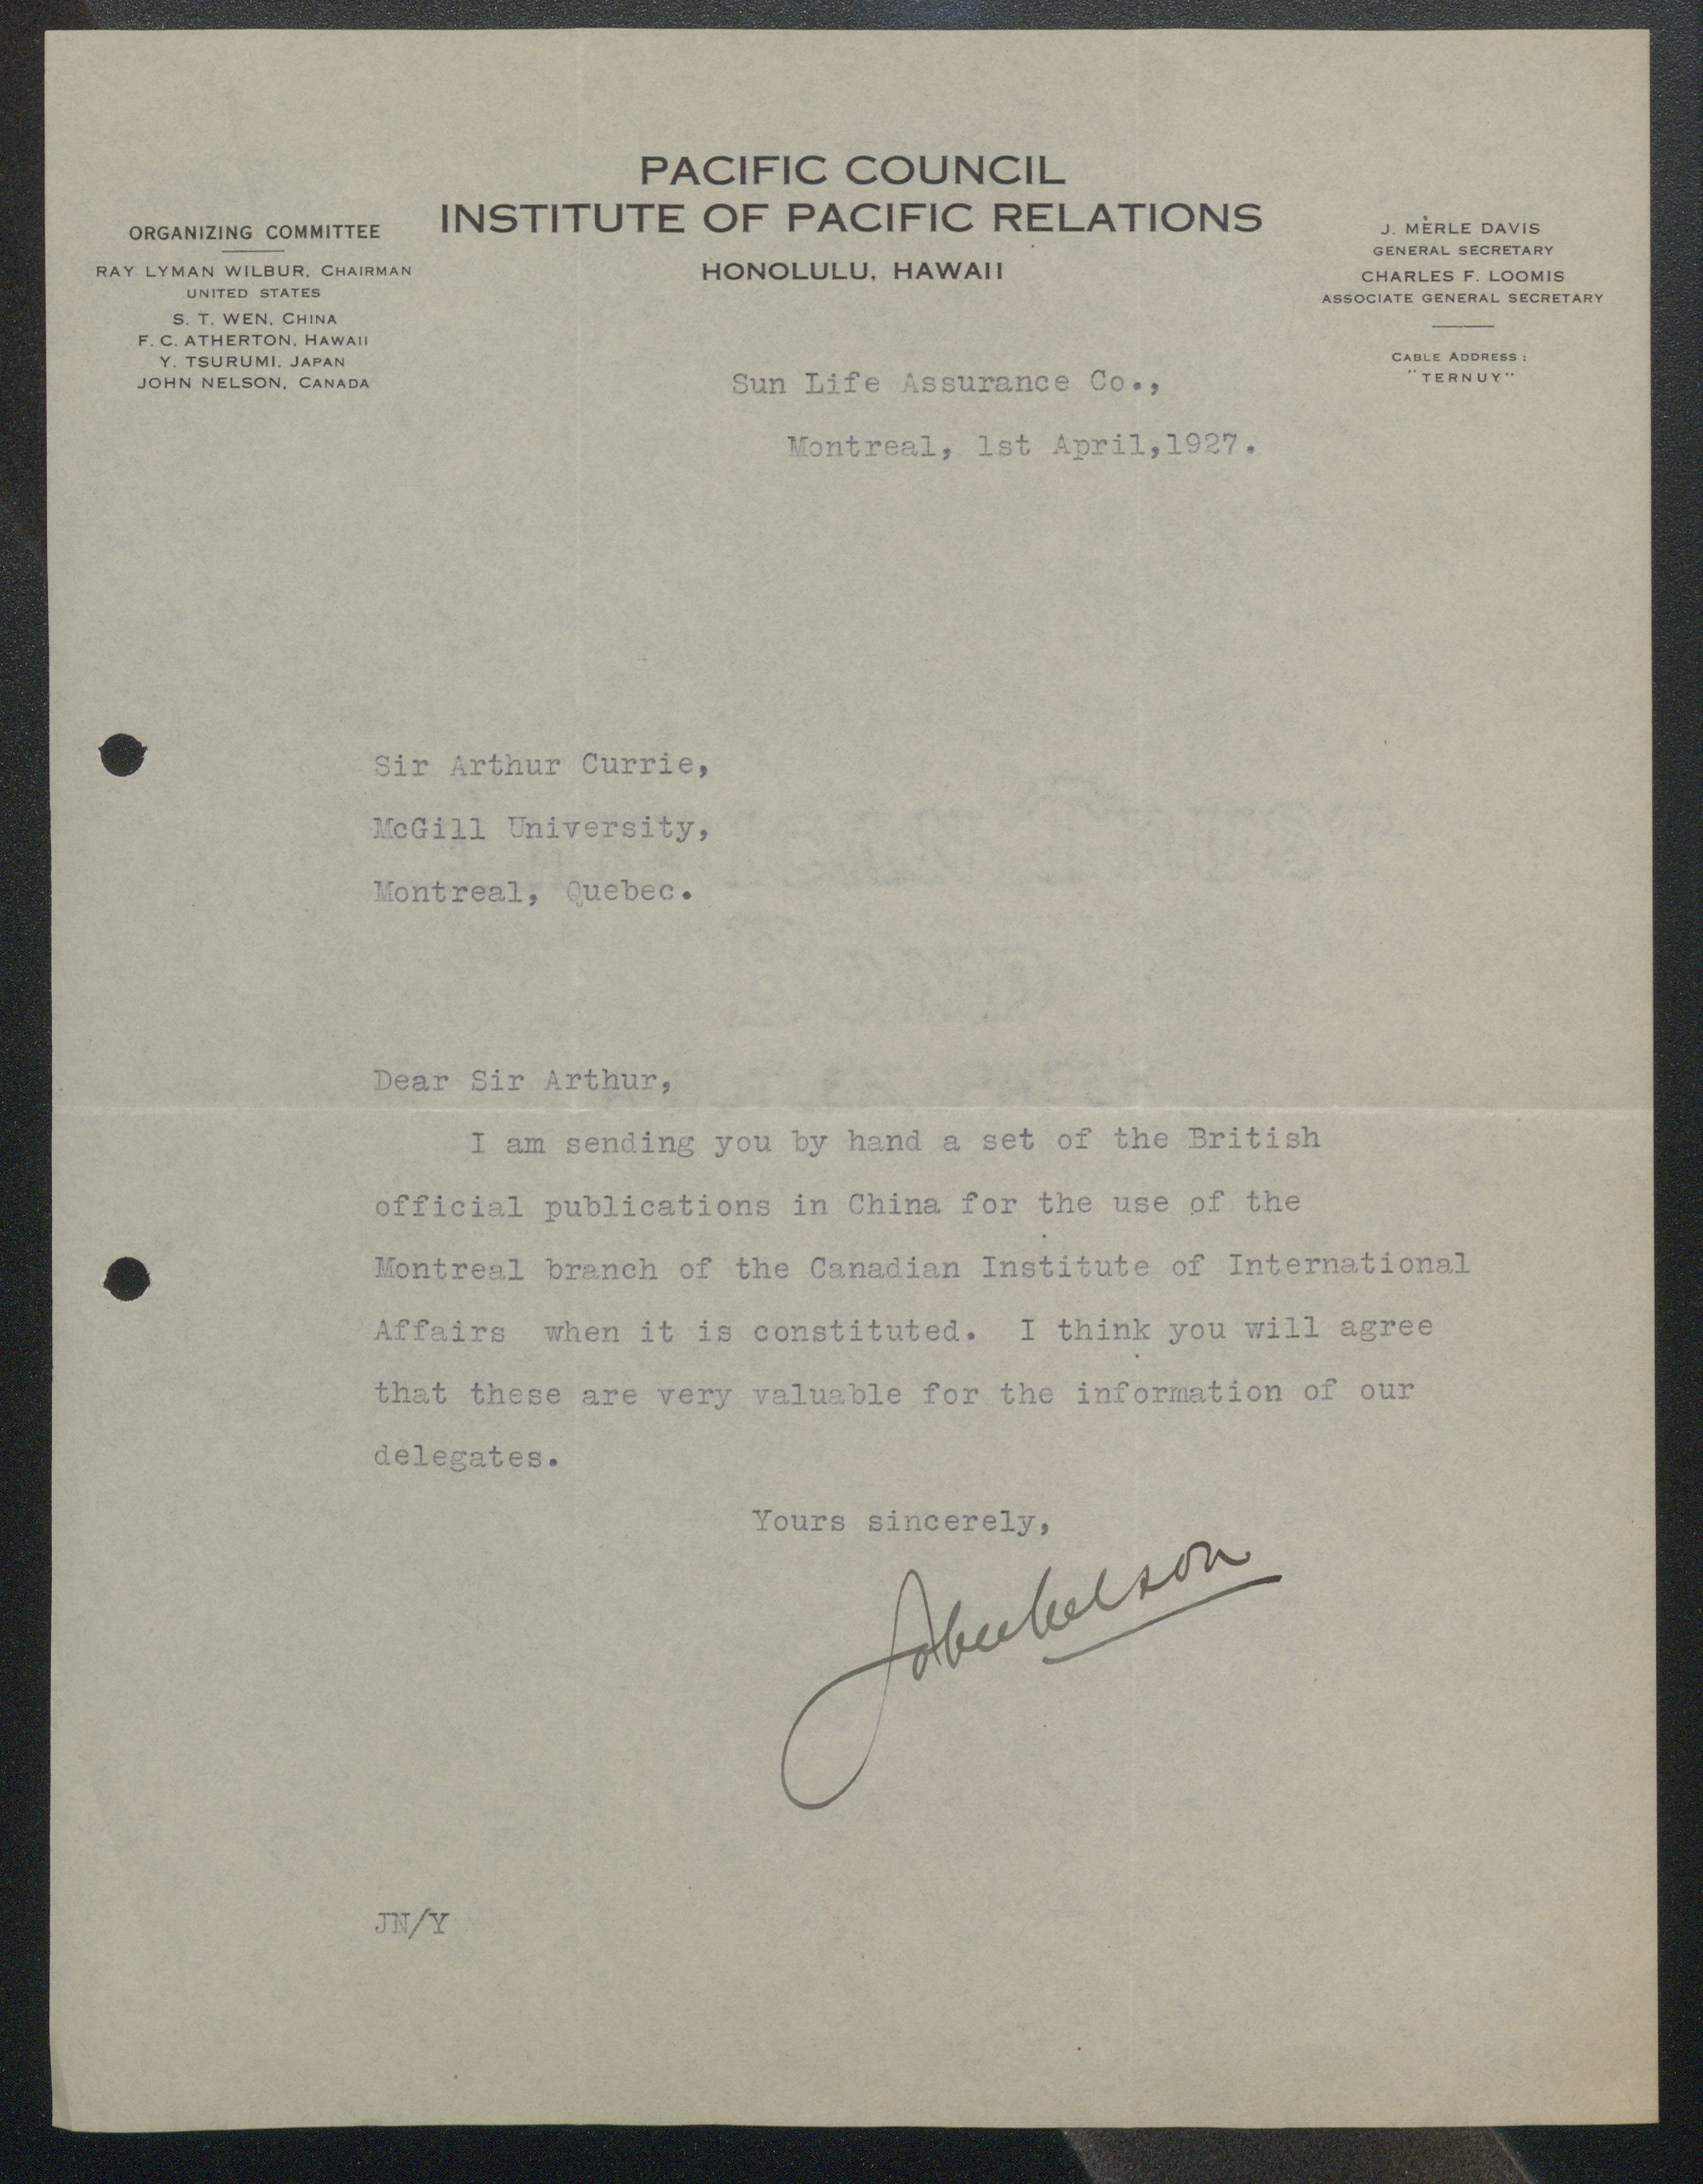 PACIFIC COUNCIL
INSTITUTE OF PACIFIC RELATIONS
HONOLULU, HAWAII
ORGANIZING COMMITTEE
RAY LYMAN WILBUR, CHAIRMAN
UNITED STATES
S. T. WEN, CHINA
F. C. ATHERTON, HAWAII
Y. TSURUMI, JAPAN
JOHN NELSON, CANADA
J. MERLE DAVIS
GENERAL SECRETARY
CHARLES F. LOOMIS
ASSOCIATE GENERAL SECRETARY
CABLE ADDRESS:
"TERNUY"
Sun Life Assurance Co.,
Montreal, 1st April,1927.
Sir Arthur Currie,
McGill University,
Montreal, Quebec.
Dear Sir Arthur,
I am sending you by hand a set of the British
official publications in China for the use of the
Montreal branch of the Canadian Institute of International
Affairs when it is constituted. I think you will agree
that these are very valuable for the information of our
delegates.
Yours sincerely,
John Nelson
JN/Y